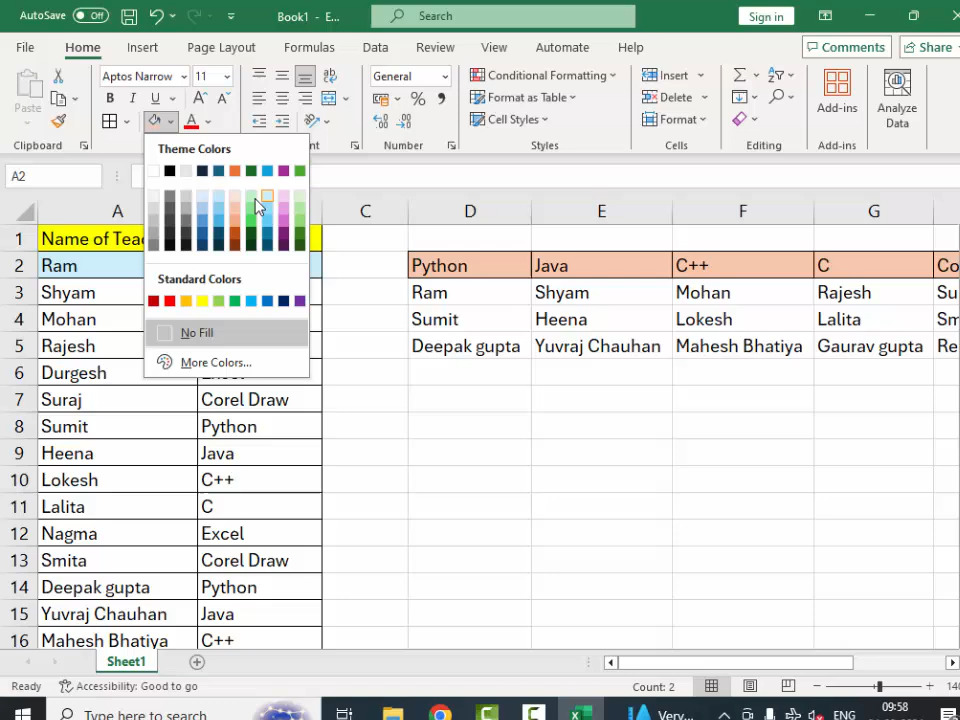 AutoSave Off Book1 - E... Search Sign in
File Home Insert Page Layout Formulas Data Review View Automate Help Comments Share
Paste Aptos Narrow 11 B I U General Conditional Formatting Format as Table Cell Styles Insert Delete Format Add-ins Analyze Data
Clipboard Number Styles Cells Editing Add-ins
A2
Theme Colors
Standard Colors
No Fill
More Colors...
A C D E F G
1 Name of Teac
2 Ram Python Java C++ C Co
3 Shyam Ram Shyam Mohan Rajesh Su
4 Mohan Sumit Heena Lokesh Lalita Sm
5 Rajesh Deepak gupta Yuvraj Chauhan Mahesh Bhatiya Gaurav gupta Re
6 Durgesh Excel
7 Suraj Corel Draw
8 Sumit Python
9 Heena Java
10 Lokesh C++
11 Lalita C
12 Nagma Excel
13 Smita Corel Draw
14 Deepak gupta Python
15 Yuvraj Chauhan Java
16 Mahesh Bhatiya C++
Sheet1
Ready Accessibility: Good to go Count: 2 140
Type here to search Very... ENG 09:58